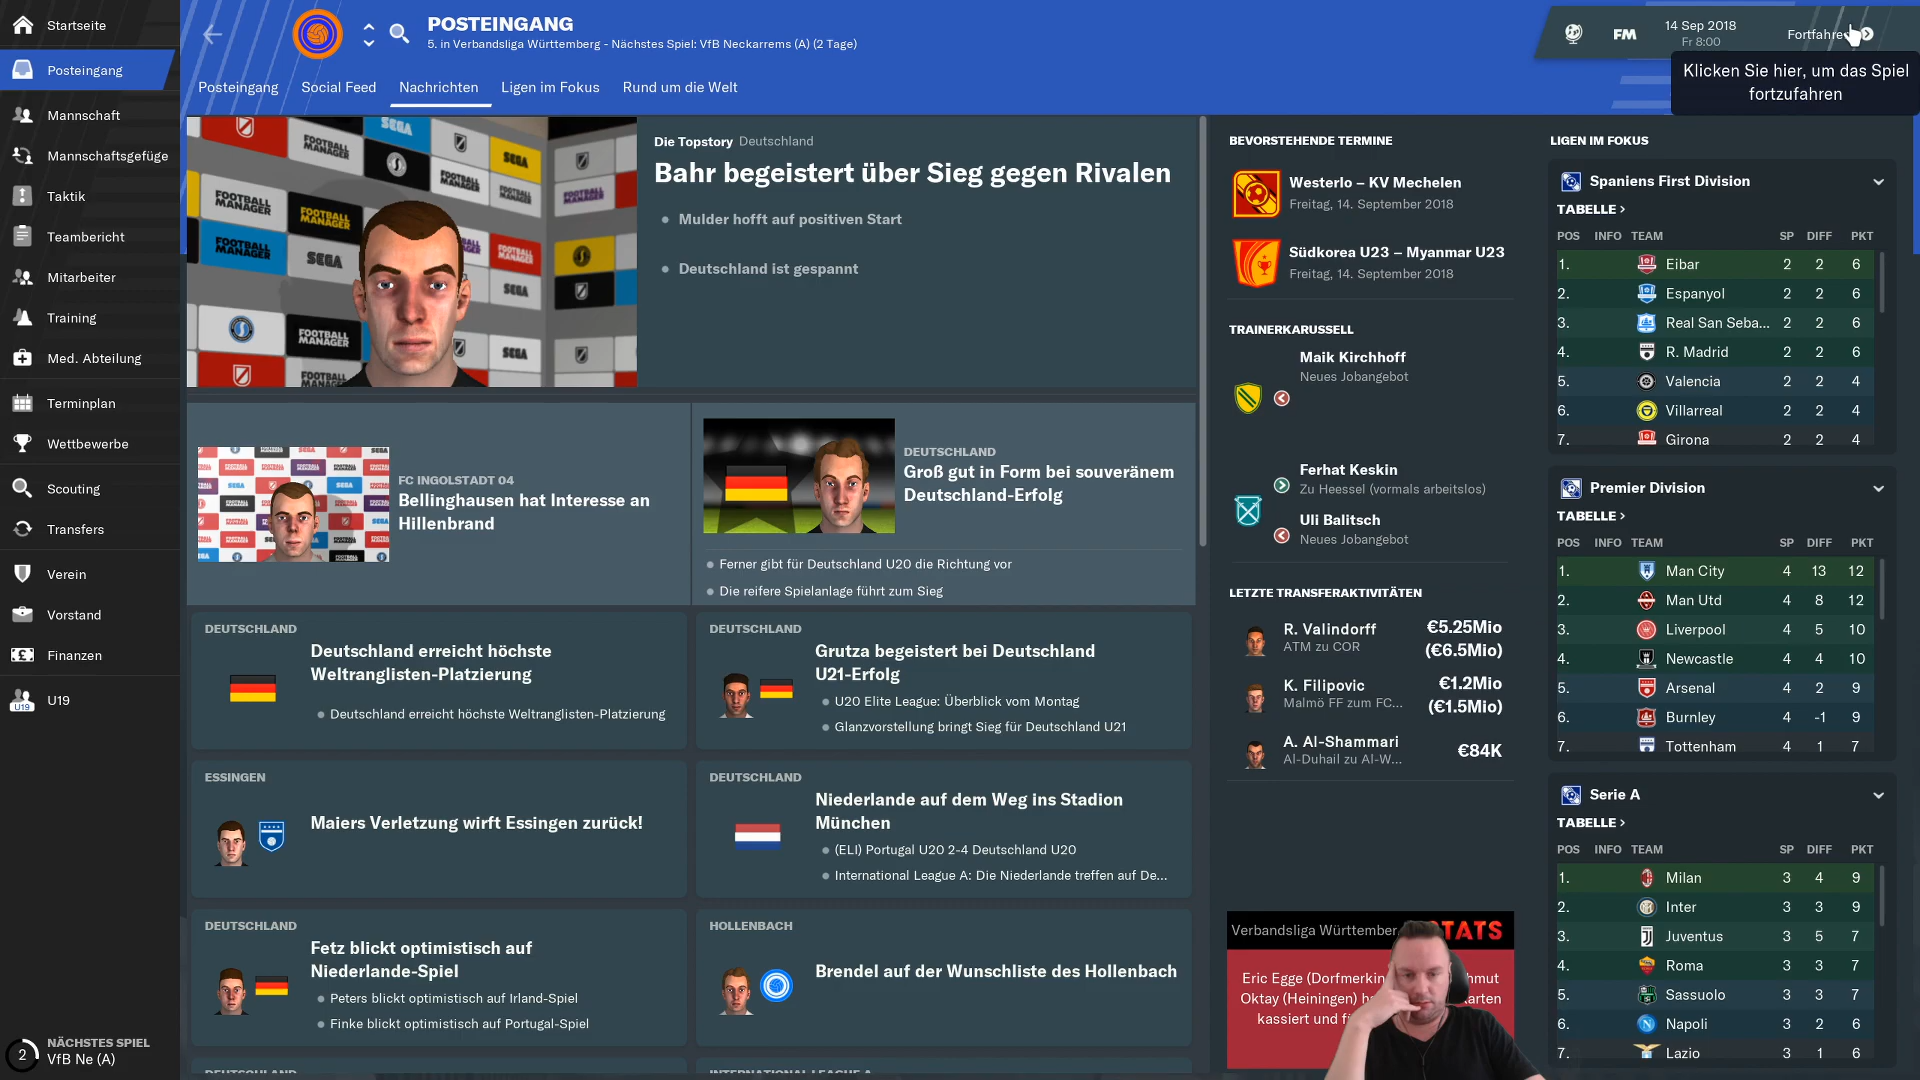 Startseite
Posteingang
Mannschaft
Mannschaftsgefüge
Taktik
Teambericht
Mitarbeiter
Training
Med. Abteilung
Terminplan
Wettbewerbe
Scouting
Transfers
Verein
Vorstand
Finanzen
U19
U19
2
NÄCHSTES SPIEL
VfB Ne (A)
POSTEINGANG
5. in Verbandsliga Württemberg - Nächstes Spiel: VfB Neckarrems (A) (2 Tage)
Posteingang Social Feed Nachrichten Ligen im Fokus Rund um die Welt
FM
14 Sep 2018
Fr 8:00
Fortfahre
Klicken Sie hier, um das Spiel
fortzufahren
Die Topstory Deutschland
Bahr begeistert über Sieg gegen Rivalen
Mulder hofft auf positiven Start
Deutschland ist gespannt
FC INGOLSTADT 04
Bellinghausen hat Interesse an
Hillenbrand
DEUTSCHLAND
Groß gut in Form bei souveränem
Deutschland-Erfolg
Ferner gibt für Deutschland U20 die Richtung vor
Die reifere Spielanlage führt zum Sieg
DEUTSCHLAND
Deutschland erreicht höchste
Weltranglisten-Platzierung
Deutschland erreicht höchste Weltranglisten-Platzierung
DEUTSCHLAND
Grutza begeistert bei Deutschland
U21-Erfolg
U20 Elite League: Überblick vom Montag
Glanzvorstellung bringt Sieg für Deutschland U21
ESSINGEN
Maiers Verletzung wirft Essingen zurück!
DEUTSCHLAND
Niederlande auf dem Weg ins Stadion
München
(ELI) Portugal U20 2-4 Deutschland U20
International League A: Die Niederlande treffen auf De...
DEUTSCHLAND
Fetz blickt optimistisch auf
Niederlande-Spiel
Peters blickt optimistisch auf Irland-Spiel
Finke blickt optimistisch auf Portugal-Spiel
HOLLENBACH
Brendel auf der Wunschliste des Hollenbach
DEUTSCHLAND
INTERNATIONAL LEAGUE A
BEVORSTEHENDE TERMINE
Westerlo – KV Mechelen
Freitag, 14. September 2018
Südkorea U23 – Myanmar U23
Freitag, 14. September 2018
TRAINERKARUSSELL
Maik Kirchhoff
Neues Jobangebot
Ferhat Keskin
Zu Heessel (vormals arbeitslos)
Uli Balitsch
Neues Jobangebot
LETZTE TRANSFERAKTIVITÄTEN
R. Valindorff €5.25Mio
ATM zu COR (€6.5Mio)
K. Filipovic €1.2Mio
Malmö FF zum FC... (€1.5Mio)
A. Al-Shammari €84K
Al-Duhail zu Al-W...
Verbandsliga Württember TATS
Eric Egge (Dorfmerkin mut
Oktay (Heiningen) ha arten
kassiert und f
LIGEN IM FOKUS
Spaniens First Division
TABELLE >
POS INFO TEAM SP DIFF PKT
1. Eibar 2 2 6
2. Espanyol 2 2 6
3. Real San Seba... 2 2 6
4. R. Madrid 2 2 6
5. Valencia 2 2 4
6. Villarreal 2 2 4
7. Girona 2 2 4
Premier Division
TABELLE >
POS INFO TEAM SP DIFF PKT
1. Man City 4 13 12
2. Man Utd 4 8 12
3. Liverpool 4 5 10
4. Newcastle 4 4 10
5. Arsenal 4 2 9
6. Burnley 4 -1 9
7. Tottenham 4 1 7
Serie A
TABELLE >
POS INFO TEAM SP DIFF PKT
1. Milan 3 4 9
2. Inter 3 3 9
3. Juventus 3 5 7
4. Roma 3 3 7
5. Sassuolo 3 3 7
6. Napoli 3 2 6
7. Lazio 3 1 6